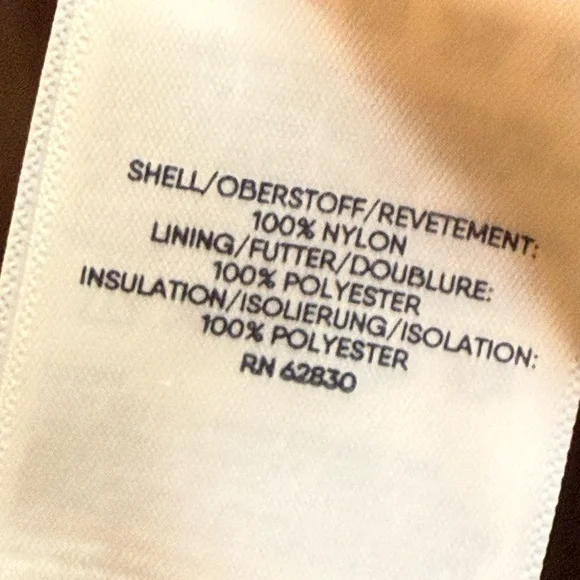 SHELL/OBERSTOFF/REVETEMENT:
100% NYLON
LINING/FUTTER/DOUBLURE:
100% POLYESTER
INSULATION/ISOLIERUNG/ISOLATION:
100% POLYESTER
RN 62830